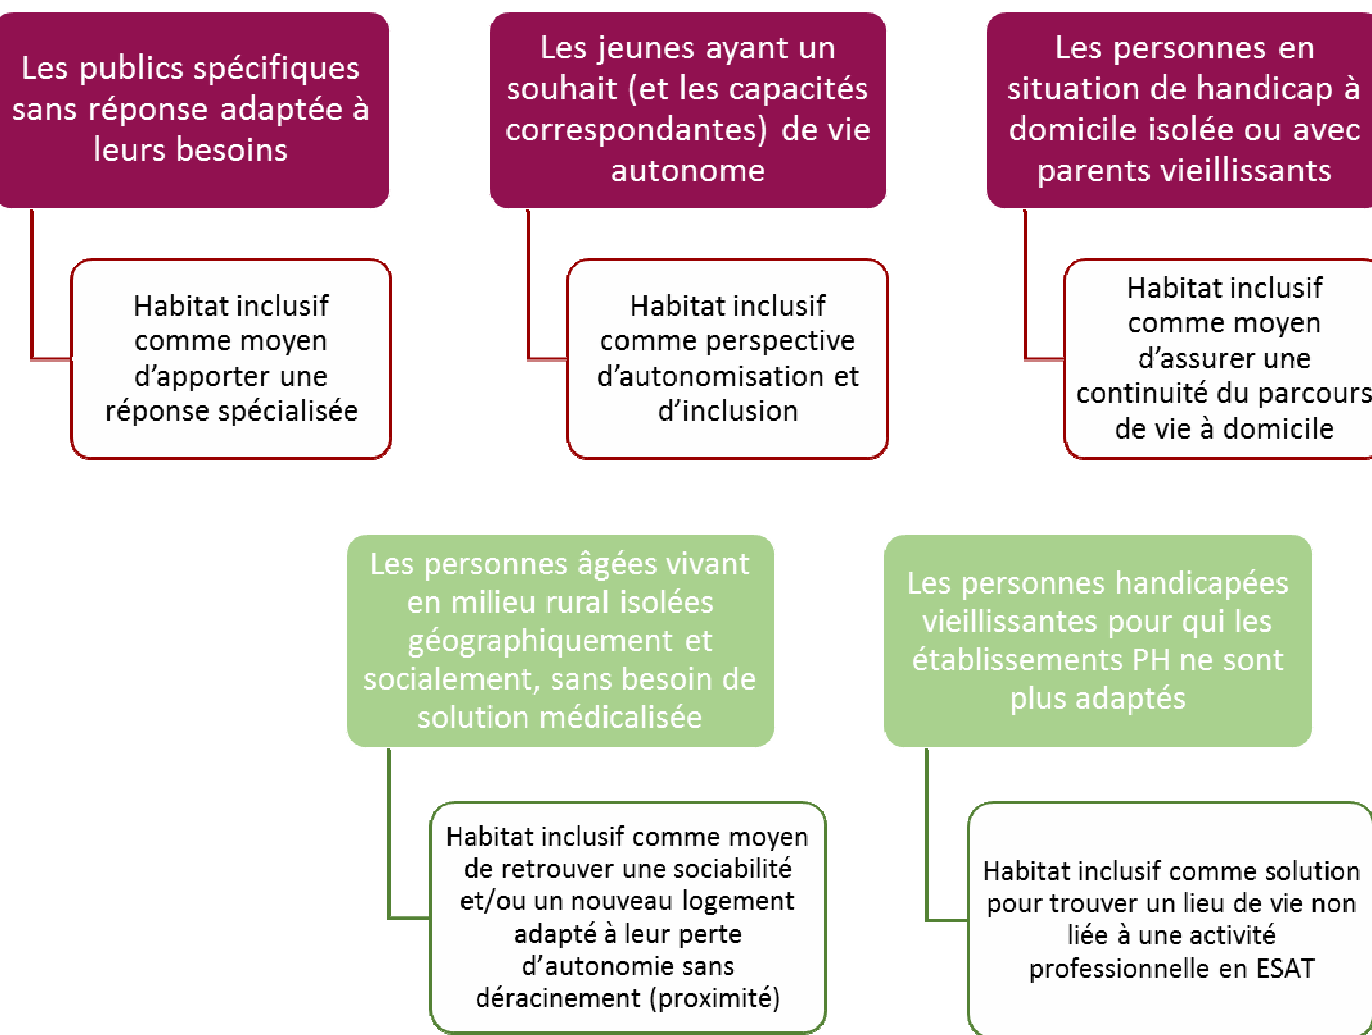 Les publics spécifiques
sans réponse adaptée à
leurs besoins
Habitat inclusif
comme moyen
d'apporter une
réponse spécialisée
Les jeunes ayant un
souhait (et les capacités
correspondantes) de vie
autonome
Habitat inclusif
comme perspective
d'autonomisation et
d'inclusion
Les personnes en
situation de handicap à
domicile isolée ou avec
parents vieillissants
Habitat inclusif
comme moyen
d'assurer une
continuité du parcours
de vie à domicile
Les personnes âgées vivant
en milieu rural isolées
géographiquement et
socialement, sans besoin de
solution médicalisée
Habitat inclusif comme moyen
de retrouver une sociabilité
et/ou un nouveau logement
adapté à leur perte
d'autonomie sans
déracinement (proximité)
Les personnes handicapées
vieillissantes pour qui les
établissements PH ne sont
plus adaptés
Habitat inclusif comme solution
pour trouver un lieu de vie non
liée à une activité
professionnelle en ESAT